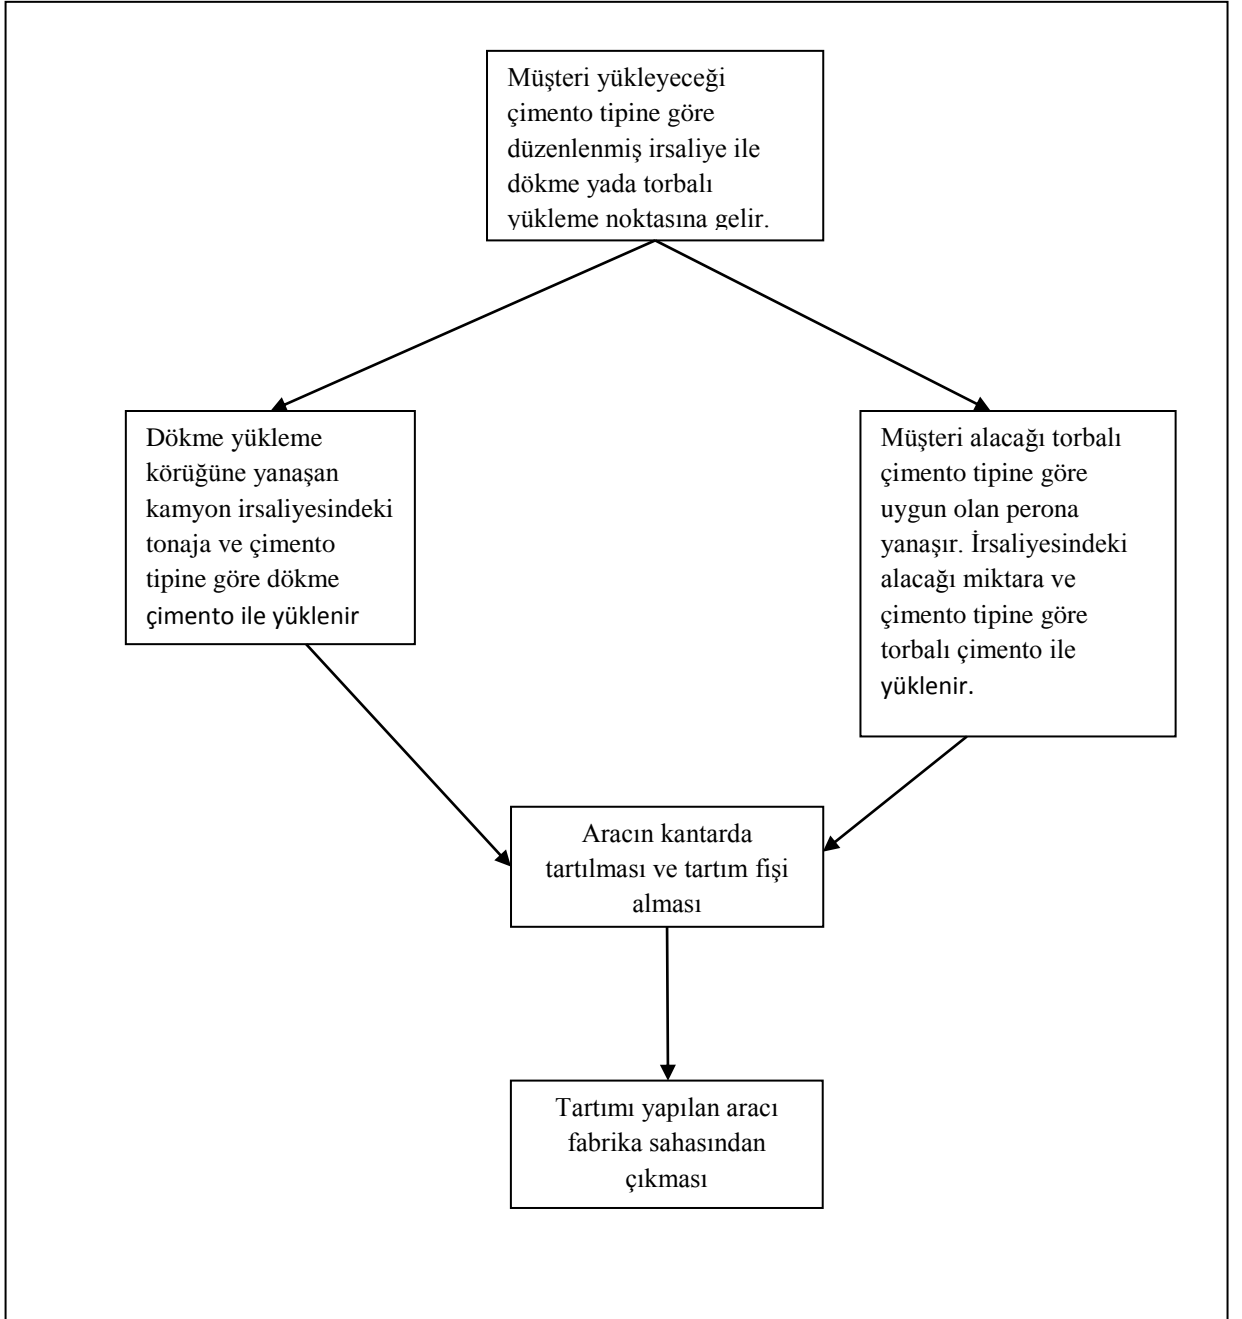 Müşteri yükleyeceği
çimento tipine göre
düzenlenmiş irsaliye ile
dökme yada torbalı
yükleme noktasına gelir.
Dökme yükleme
körüğüne yanaşan
kamyon irsaliyesindeki
tonaja ve çimento
tipine göre dökme
çimento ile yüklenir
Müşteri alacağı torbalı
çimento tipine göre
uygun olan perona
yanaşır. İrsaliyesindeki
alacağı miktara ve
çimento tipine göre
torbalı çimento ile
yüklenir.
Aracın kantarda
tartılması ve tartım fişi
alması
Tartımı yapılan aracı
fabrika sahasından
çıkması